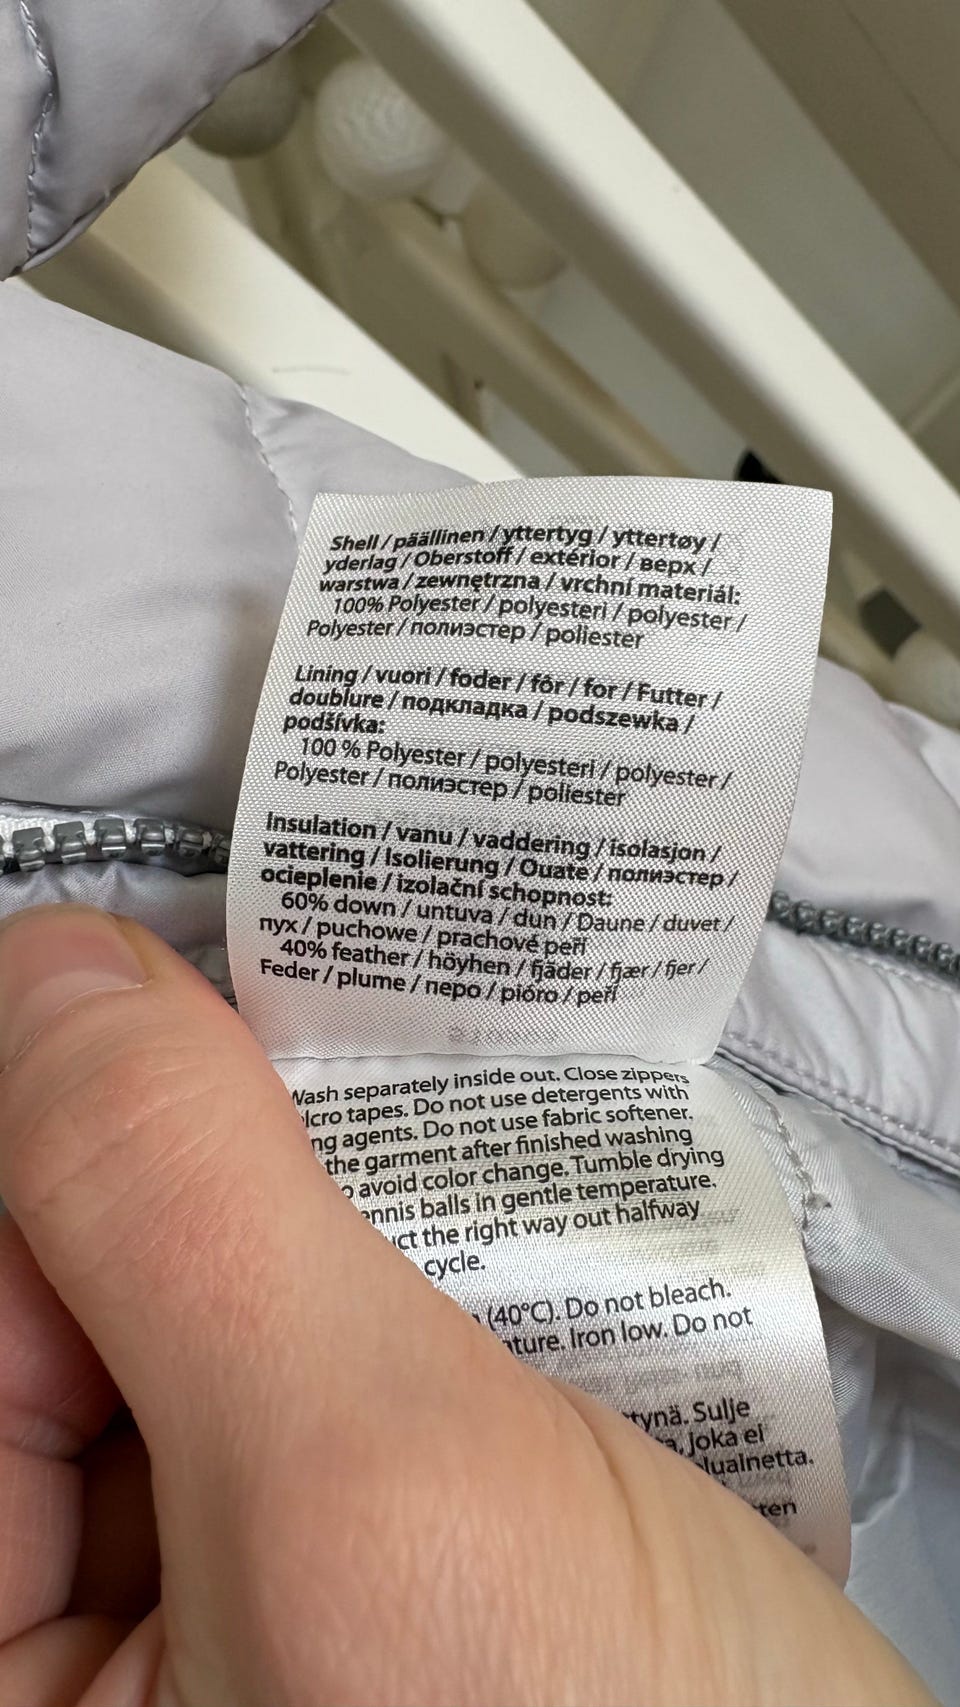 Shell / päällinen / yttertyg / yttertøy /
yderlag / Oberstoff / extérior / верх /
warstwa / zewnętrzna / vrchní materiál:
100% Polyester / polyesteri / polyester /
Polyester / полиэстер / poliester
Lining / vuori / foder / fôr / for / Futter /
doublure / подкладка / podszewka /
podšívka:
100 % Polyester / polyesteri / polyester /
Polyester / полиэстер / poliester
Insulation / vanu / vaddering / isolasjon /
vattering / Isolierung / Ouate / полиэстер /
ocieplenie / izolační schopnost:
60% down / untuva / dun / Daune / duvet /
пух / puchowe / prachové peří
40% feather / höyhen / fjäder / fjær / fjer /
Feder / plume / перо / pióro / peří
Wash separately inside out. Close zippers
lcro tapes. Do not use detergents with
ng agents. Do not use fabric softener.
the garment after finished washing
o avoid color change. Tumble drying
ennis balls in gentle temperature.
uct the right way out halfway
cycle.
(40°C). Do not bleach.
ature. Iron low. Do not
tynä. Sulje
a, joka ei
luainetta.
ten